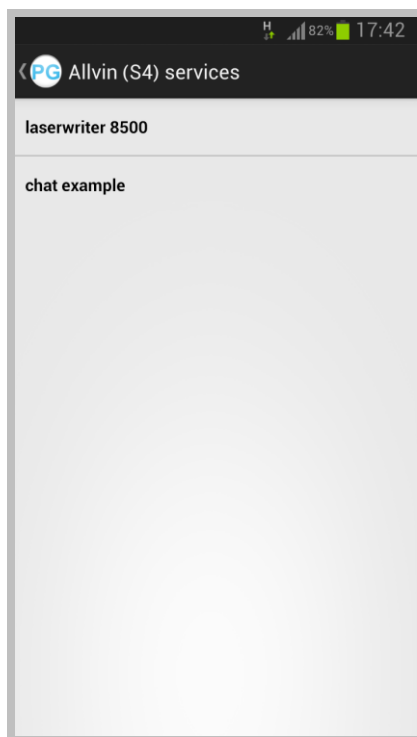 H 82% 17:42
PG Allvin (S4) services
laserwriter 8500
chat example